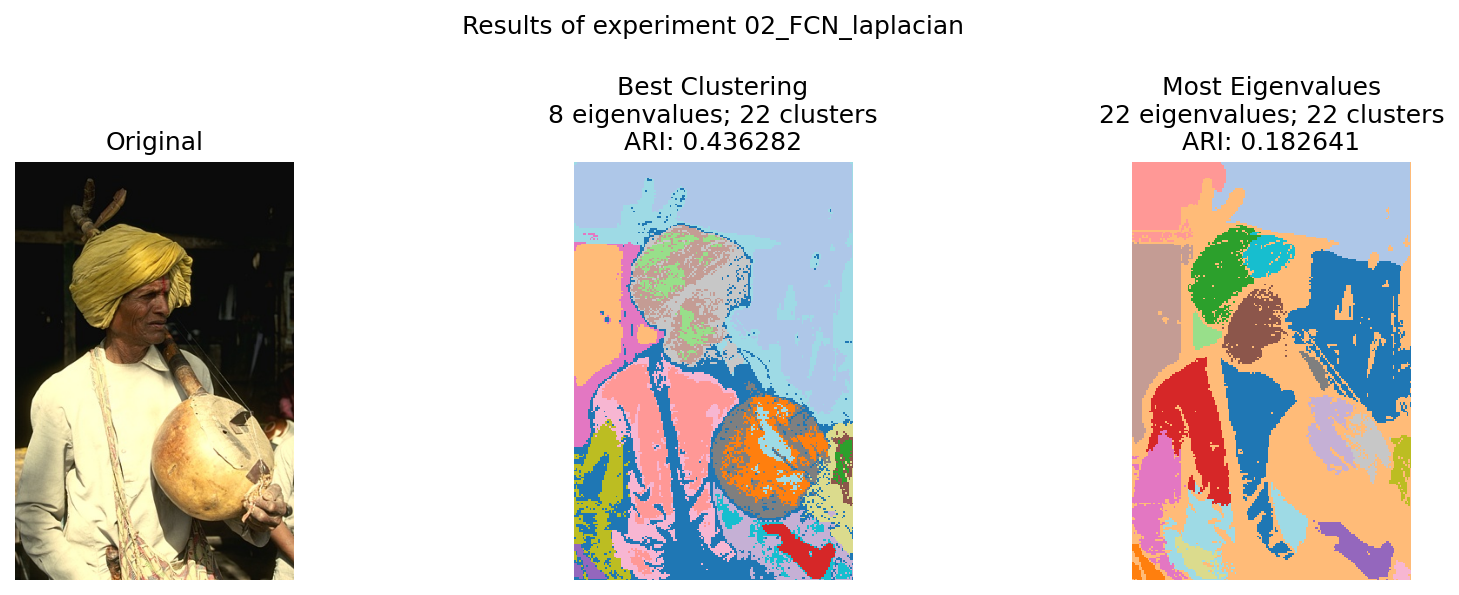 Results of experiment 02_FCN_laplacian
Original
Best Clustering
8 eigenvalues; 22 clusters
ARI: 0.436282
Most Eigenvalues
22 eigenvalues; 22 clusters
ARI: 0.182641